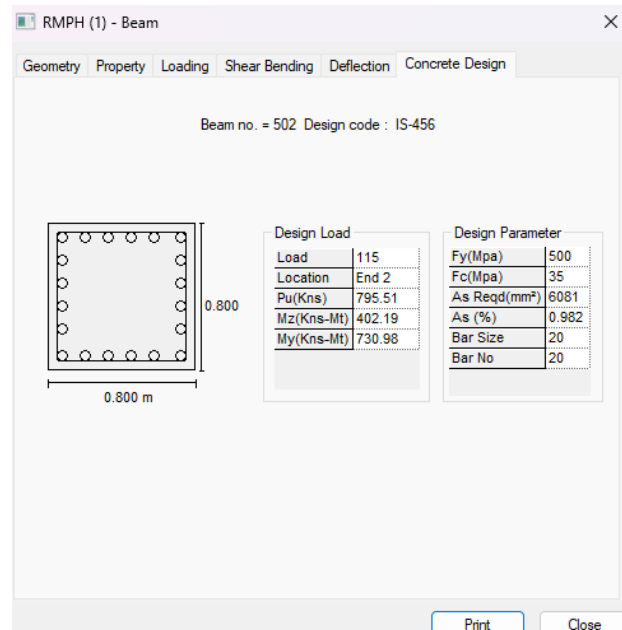 RMPH (1) - Beam
Geometry Property Loading Shear Bending Deflection Concrete Design
Beam no. = 502 Design code : IS-456
0.800
0.800 m
Design Load
Load 115
Location End 2
Pu(Kns) 795.51
Mz(Kns-Mt) 402.19
My(Kns-Mt) 730.98
Design Parameter
Fy(Mpa) 500
Fc(Mpa) 35
As Reqd(mm²) 6081
As (%) 0.982
Bar Size 20
Bar No 20
Print Close